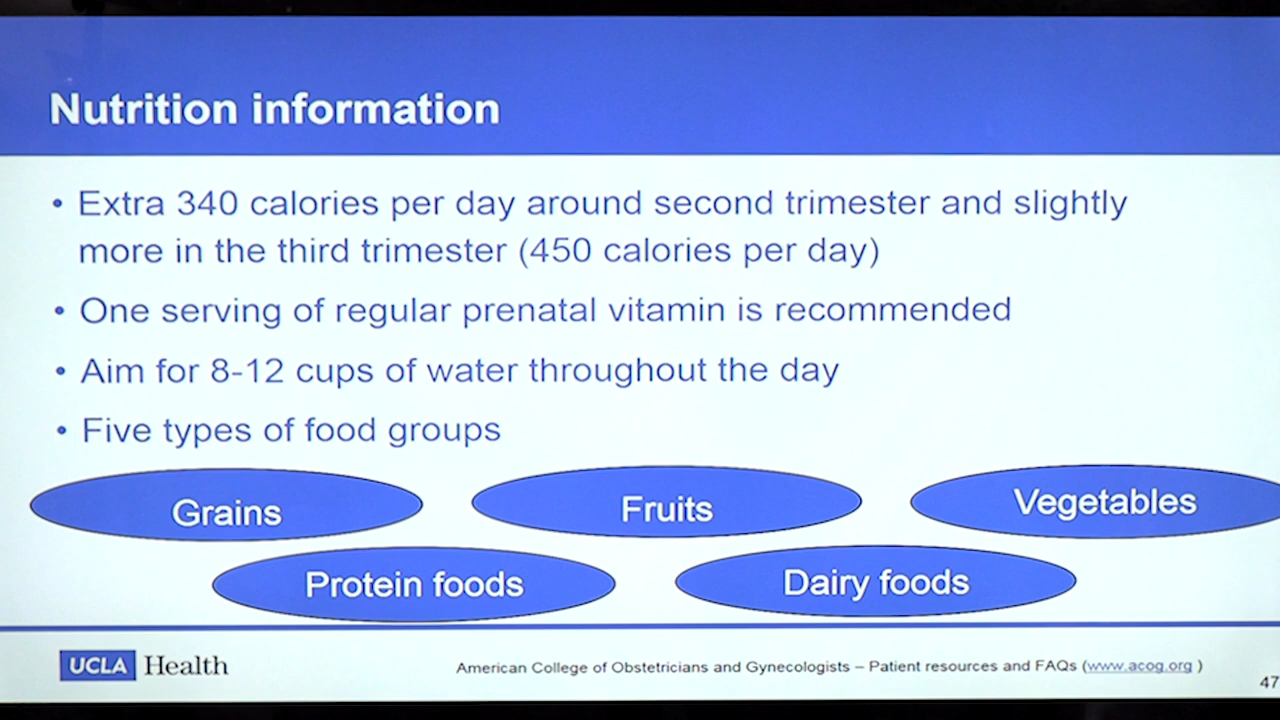 Nutrition information
• Extra 340 calories per day around second trimester and slightly
more in the third trimester (450 calories per day)
• One serving of regular prenatal vitamin is recommended
• Aim for 8-12 cups of water throughout the day
• Five types of food groups
Grains
Fruits
Vegetables
Protein foods
Dairy foods
UCLA Health
American College of Obstetricians and Gynecologists – Patient resources and FAQs (www.acog.org )
47